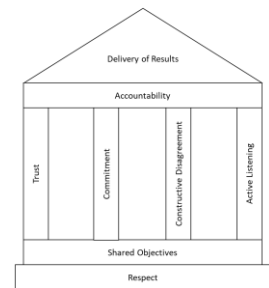 Delivery of Results
Accountability
Trust
Commitment
Constructive Disagreement
Active Listening
Shared Objectives
Respect